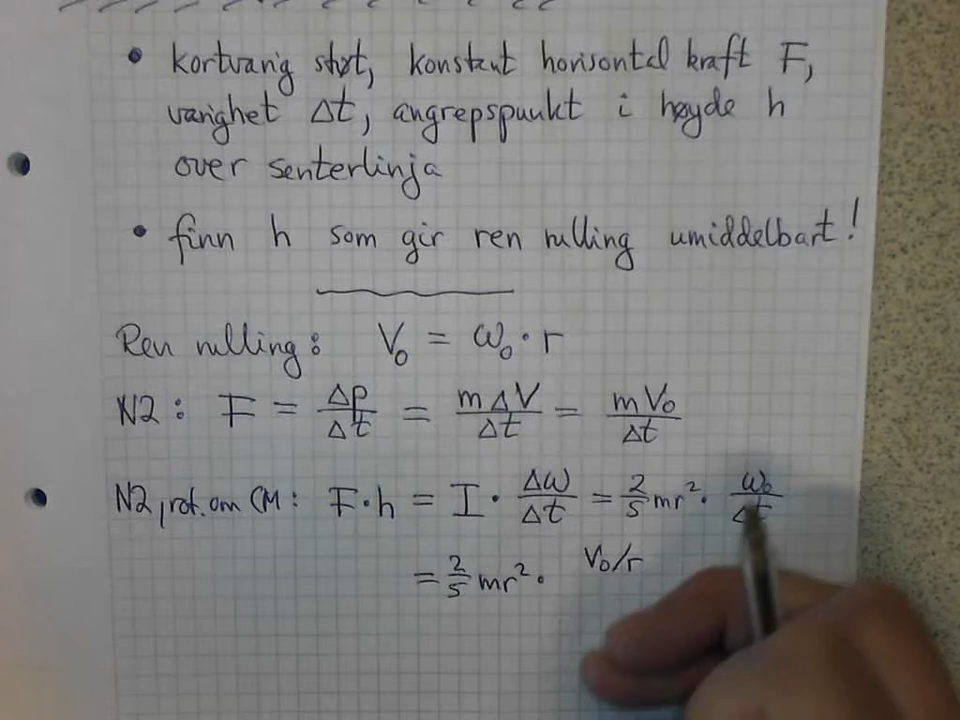 • kortvarig støt, konstant horisontal kraft F,
varighet Δt, angrepspunkt i høyde h
over senterlinja
• finn h som gir ren rulling umiddelbart!
Ren rulling: V₀ = ω₀ · r
N2: F = Δp/Δt = mΔV/Δt = mV₀/Δt
N2, rot. om CM: F·h = I · Δω/Δt = 2/5 mr² · ω₀/Δt
= 2/5 mr² · V₀/r